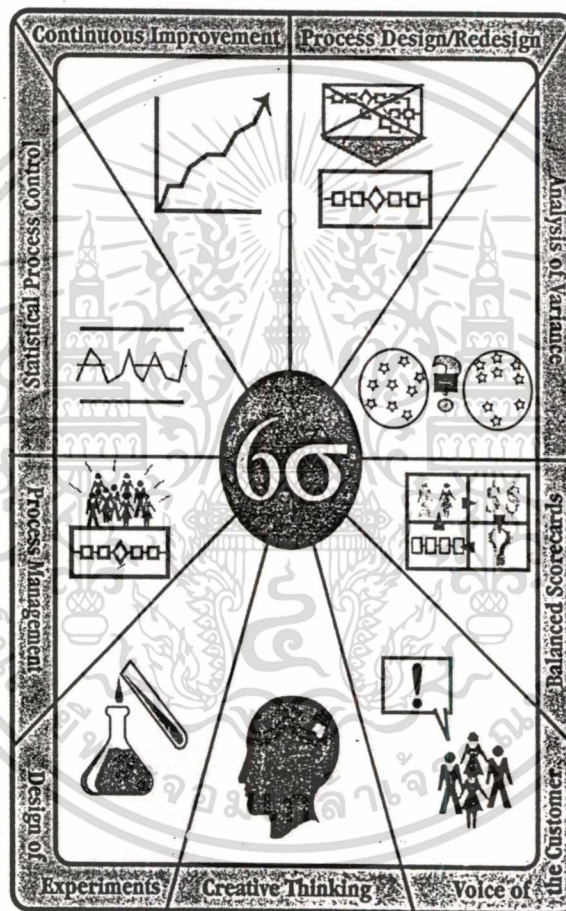 Continuous Improvement
Process Design/Redesign
Analysis of Variance
Balanced Scorecards
Voice of
the Customer
Creative Thinking
Design of
Experiments
Process Management
Statistical Process Control
6σ
!